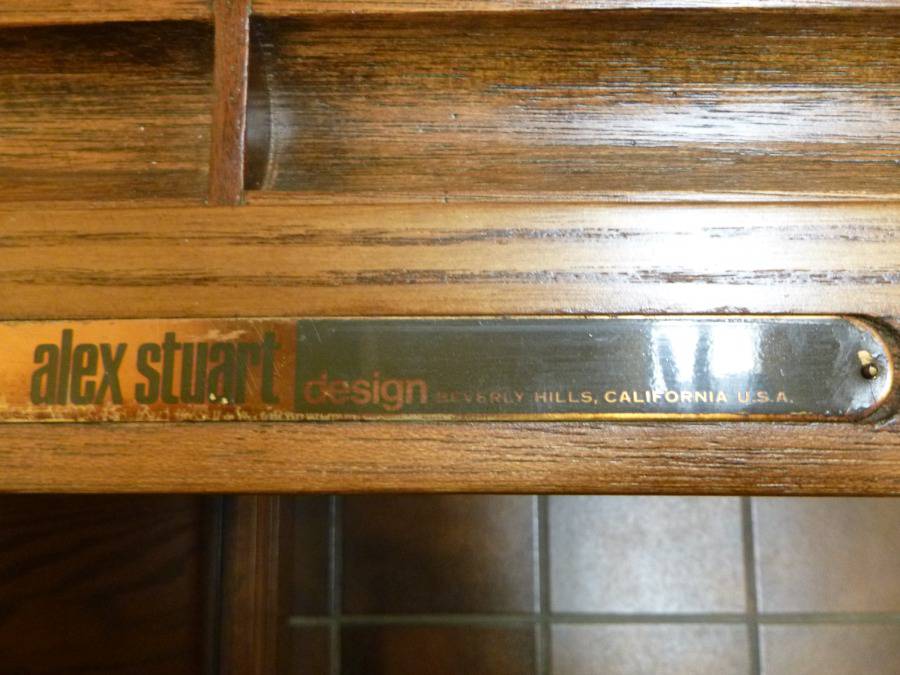 alex stuart design BEVERLY HILLS, CALIFORNIA U.S.A.